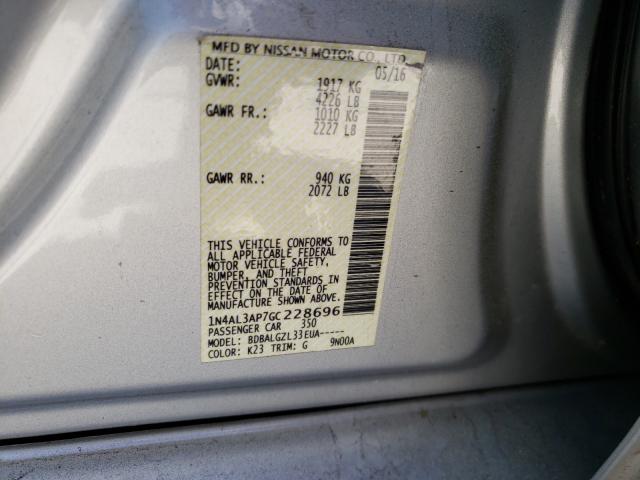 MFD BY NISSAN MOTOR CO., LTD.
DATE: 05/16
GVWR: 1917 KG
4226 LB
GAWR FR.: 1010 KG
2227 LB
GAWR RR.: 940 KG
2072 LB
THIS VEHICLE CONFORMS TO
ALL APPLICABLE FEDERAL
MOTOR VEHICLE SAFETY,
BUMPER, AND THEFT
PREVENTION STANDARDS
IN EFFECT ON THE DATE OF
MANUFACTURE SHOWN ABOVE.
1N4AL3AP7GC228696
PASSENGER CAR 350
MODEL: BDBALGZL33EUA-----
COLOR: K23 TRIM: G 9N00A